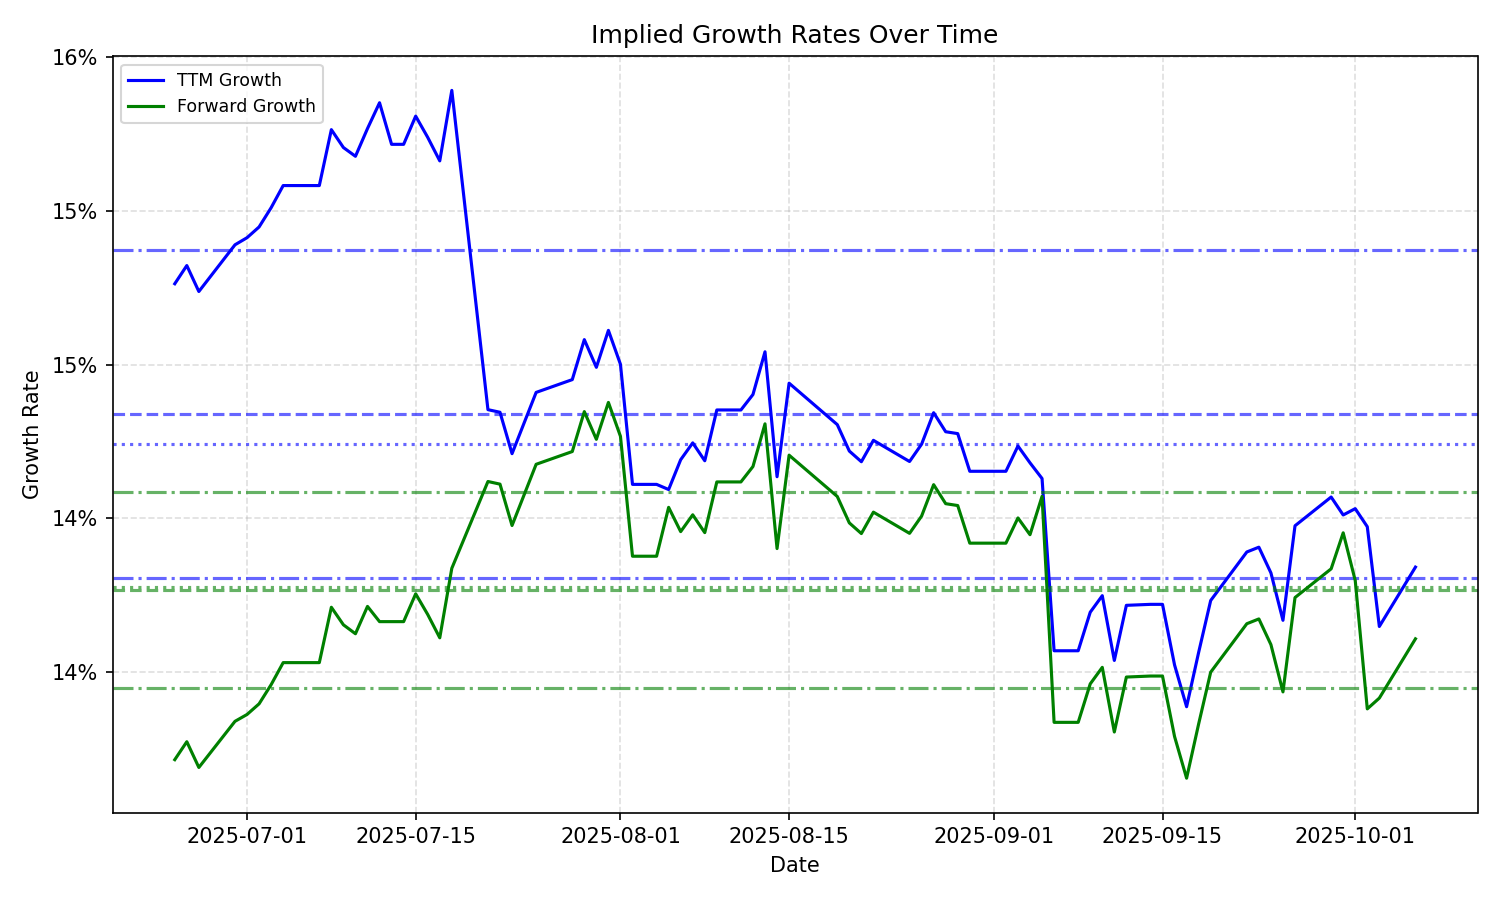 Implied Growth Rates Over Time
TTM Growth
Forward Growth
16%
15%
15%
14%
14%
Growth Rate
2025-07-01
2025-07-15
2025-08-01
2025-08-15
2025-09-01
2025-09-15
2025-10-01
Date